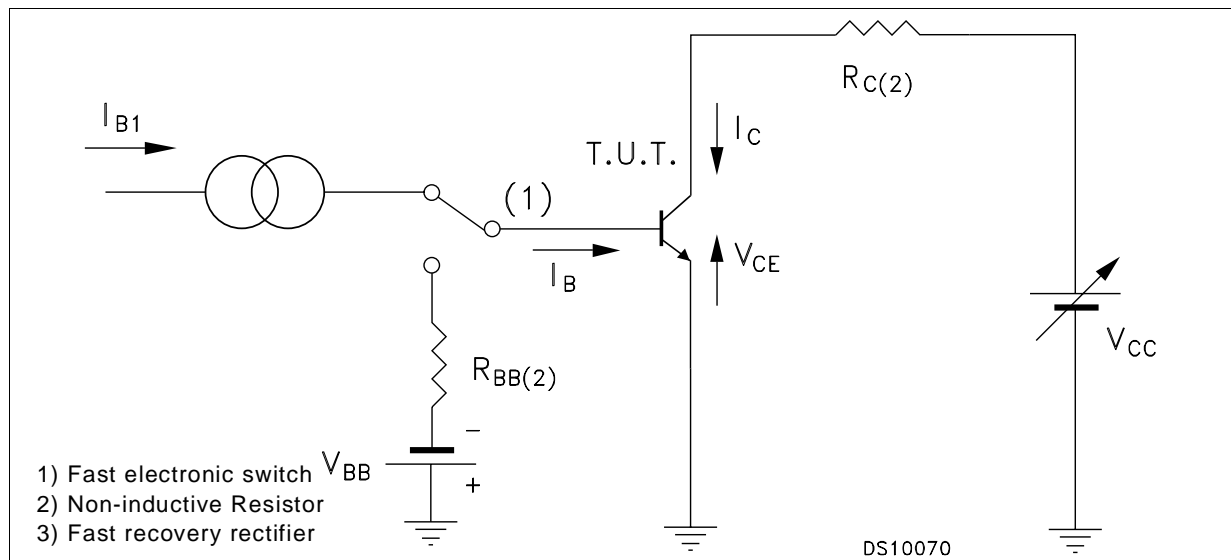 I_B1
R_C(2)
I_C
T.U.T.
(1)
I_B
V_CE
V_CC
R_BB(2)
−
V_BB
+
1) Fast electronic switch
2) Non-inductive Resistor
3) Fast recovery rectifier
DS10070